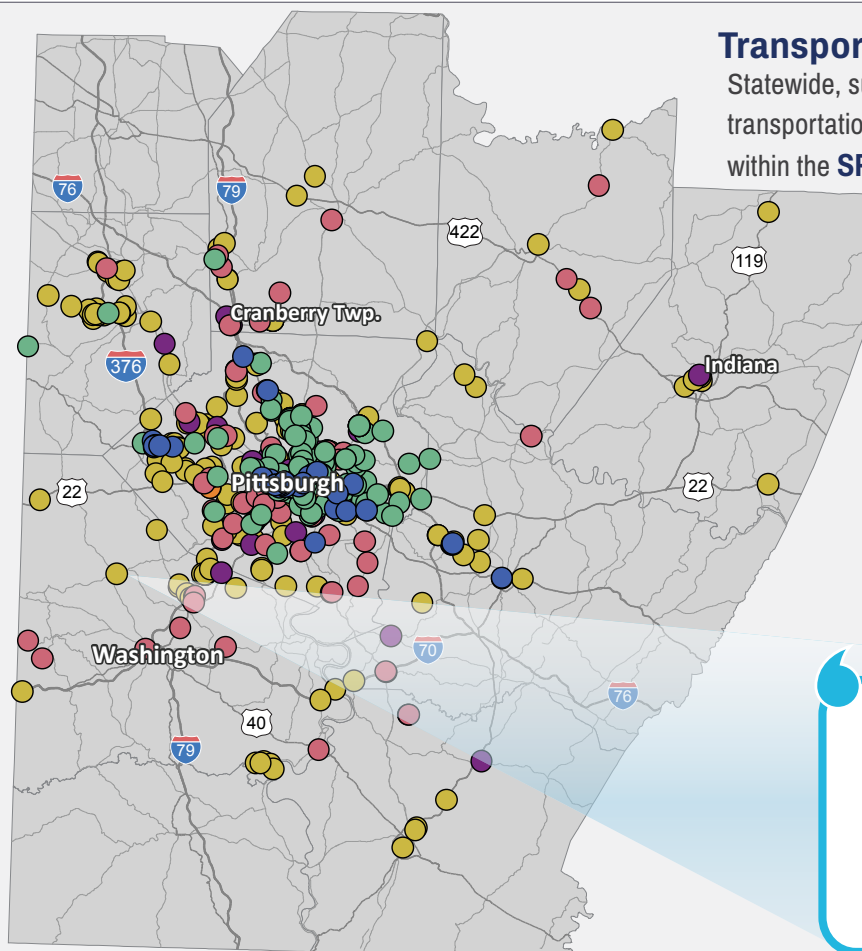 Transpor
Statewide, su
transportatio
within the SP
76
79
422
119
Cranberry Twp.
376
Indiana
Pittsburgh
22
22
70
Washington
76
40
79